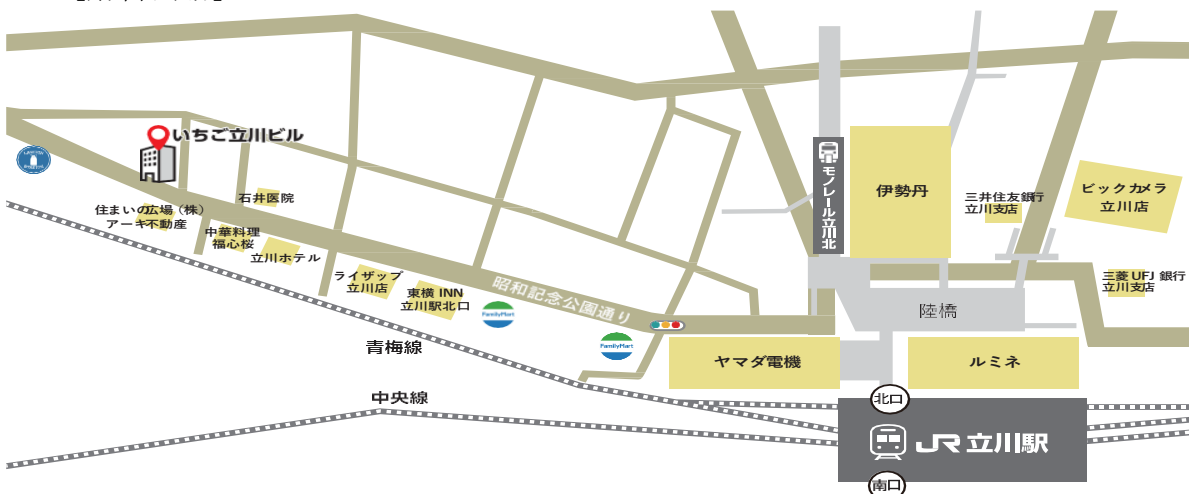 いちご立川ビル
石井医院
住まいの広場(株)
アーキ不動産
中華料理
福心桜
立川ホテル
ライザップ
立川店
東横 INN
立川駅北口
FamilyMart
昭和記念公園通り
FamilyMart
青梅線
中央線
モノレール立川北
伊勢丹
三井住友銀行
立川支店
ビックカメラ
立川店
三菱 UFJ 銀行
立川支店
陸橋
ヤマダ電機
ルミネ
北口
JR 立川駅
南口